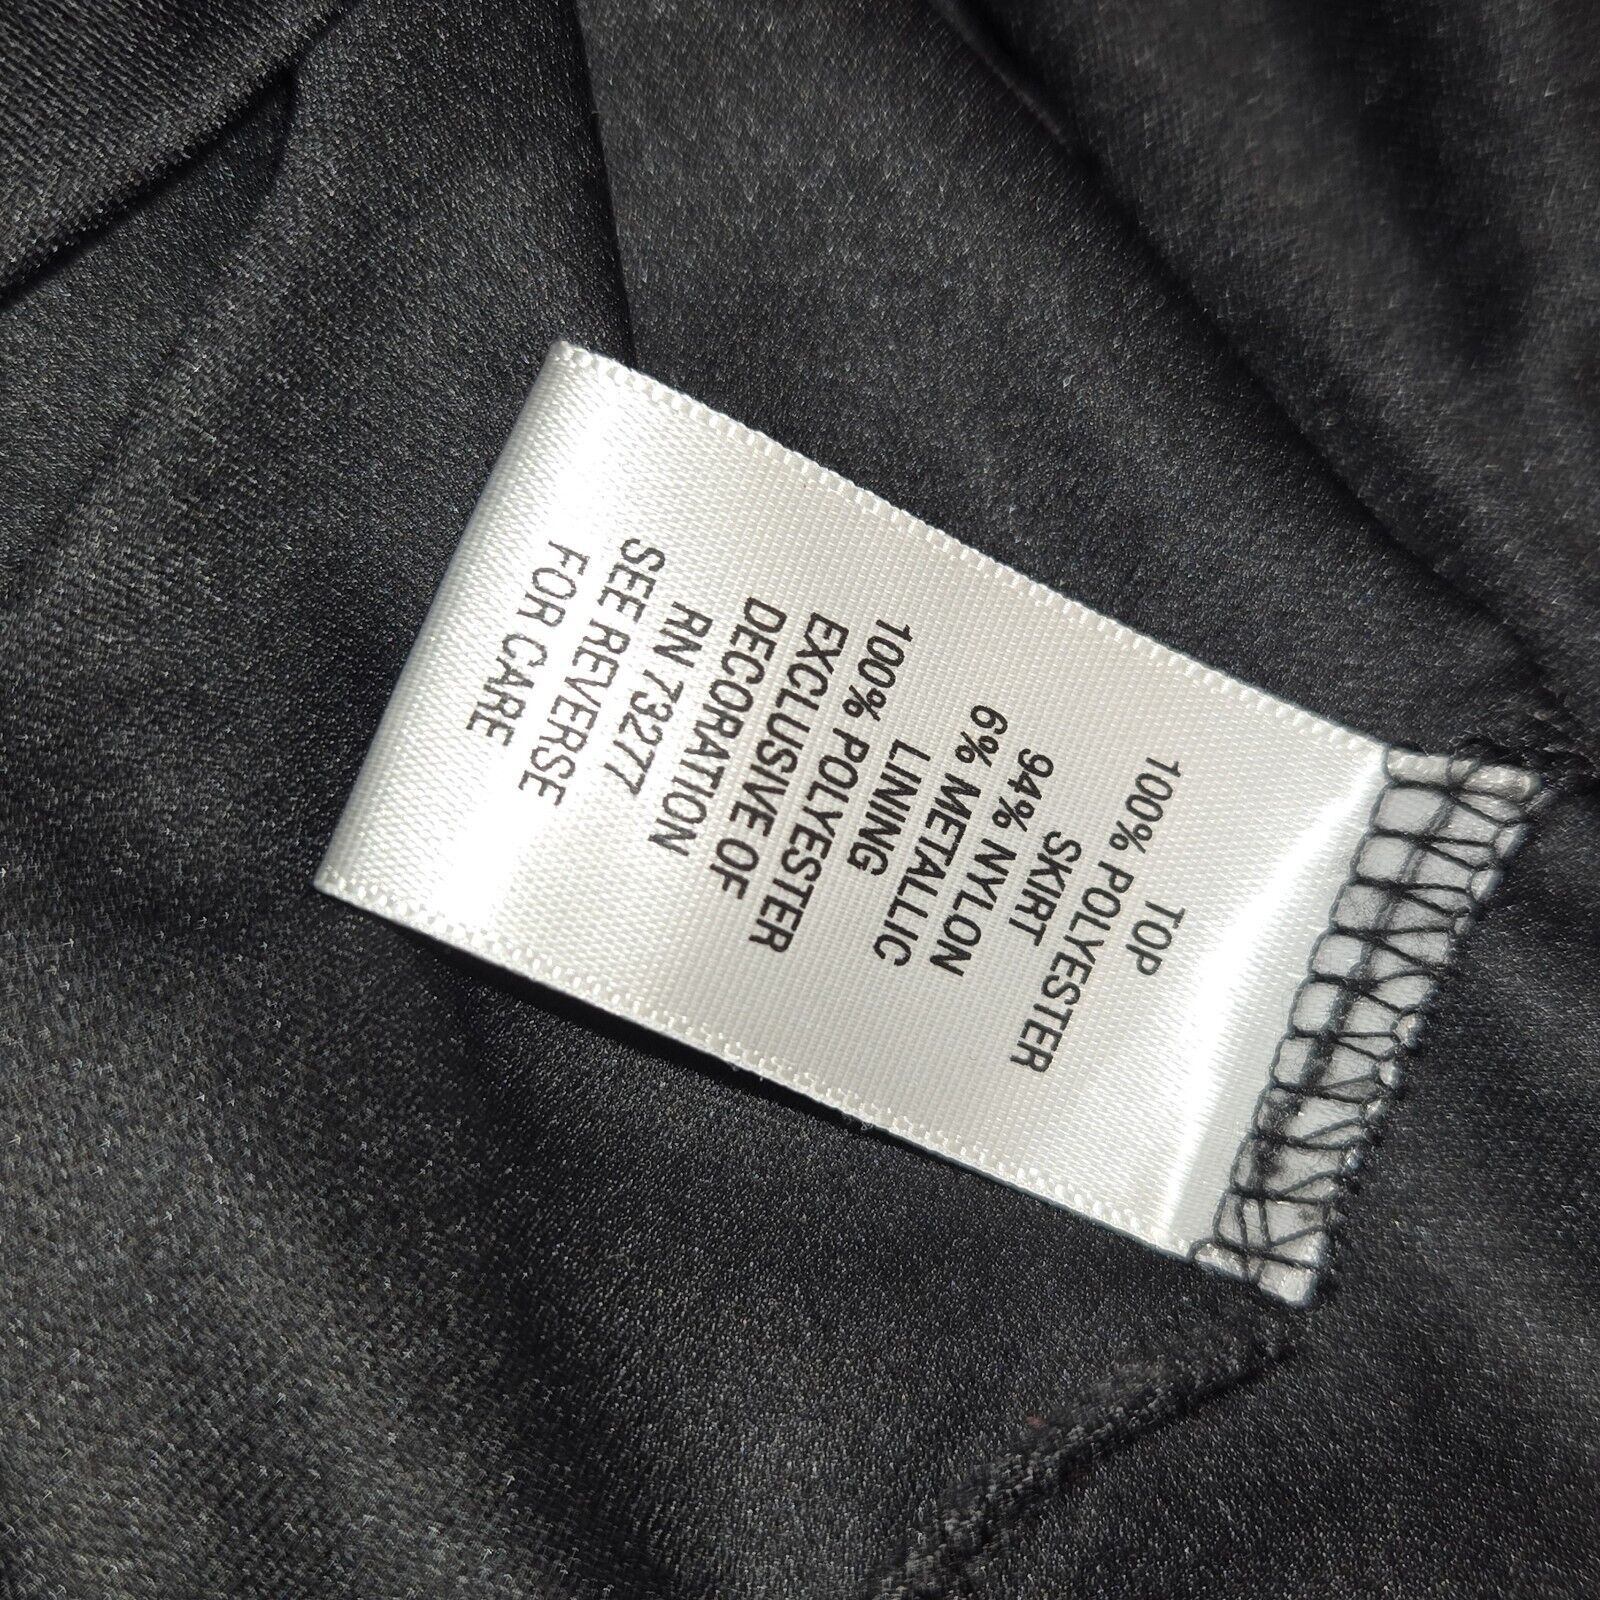 TOP
100% POLYESTER
SKIRT
94% NYLON
6% METALLIC
LINING
100% POLYESTER
EXCLUSIVE OF
DECORATION
RN 73277
SEE REVERSE
FOR CARE